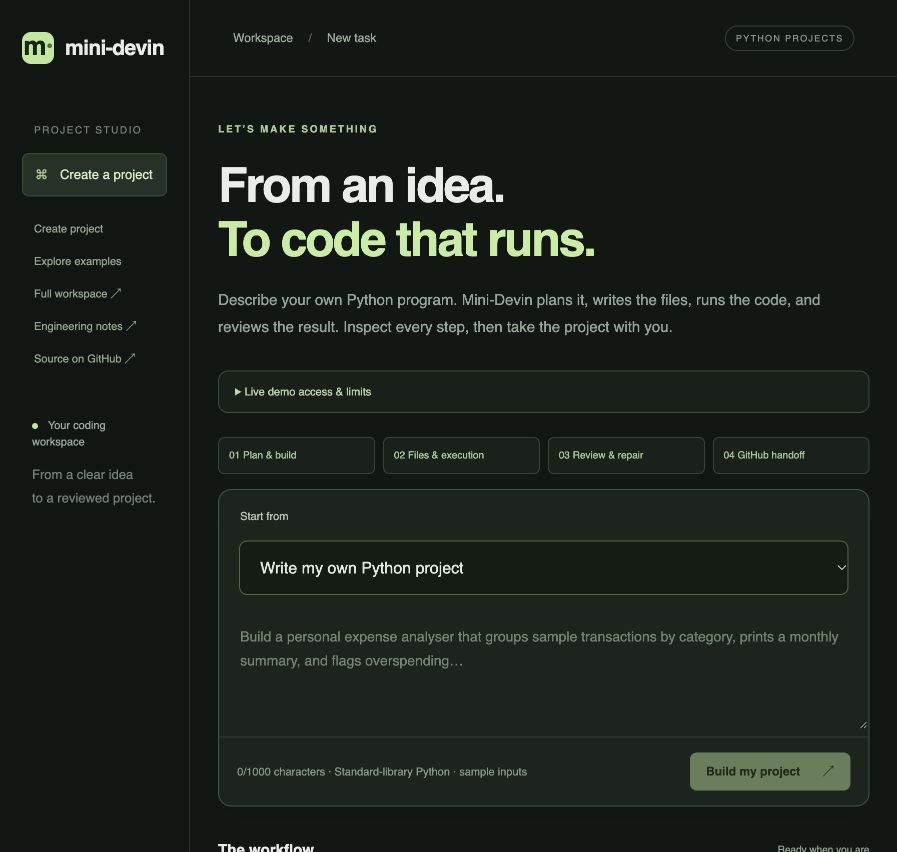 m
mini-devin
Workspace / New task
PYTHON PROJECTS
PROJECT STUDIO
⌘ Create a project
Create project
Explore examples
Full workspace ↗
Engineering notes ↗
Source on GitHub ↗
Your coding
workspace
From a clear idea
to a reviewed project.
LET'S MAKE SOMETHING
From an idea.
To code that runs.
Describe your own Python program. Mini-Devin plans it, writes the files, runs the code, and
reviews the result. Inspect every step, then take the project with you.
▶ Live demo access & limits
01 Plan & build
02 Files & execution
03 Review & repair
04 GitHub handoff
Start from
Write my own Python project
Build a personal expense analyser that groups sample transactions by category, prints a monthly
summary, and flags overspending…
0/1000 characters · Standard-library Python · sample inputs
Build my project ↗
The workflow
Ready when you are